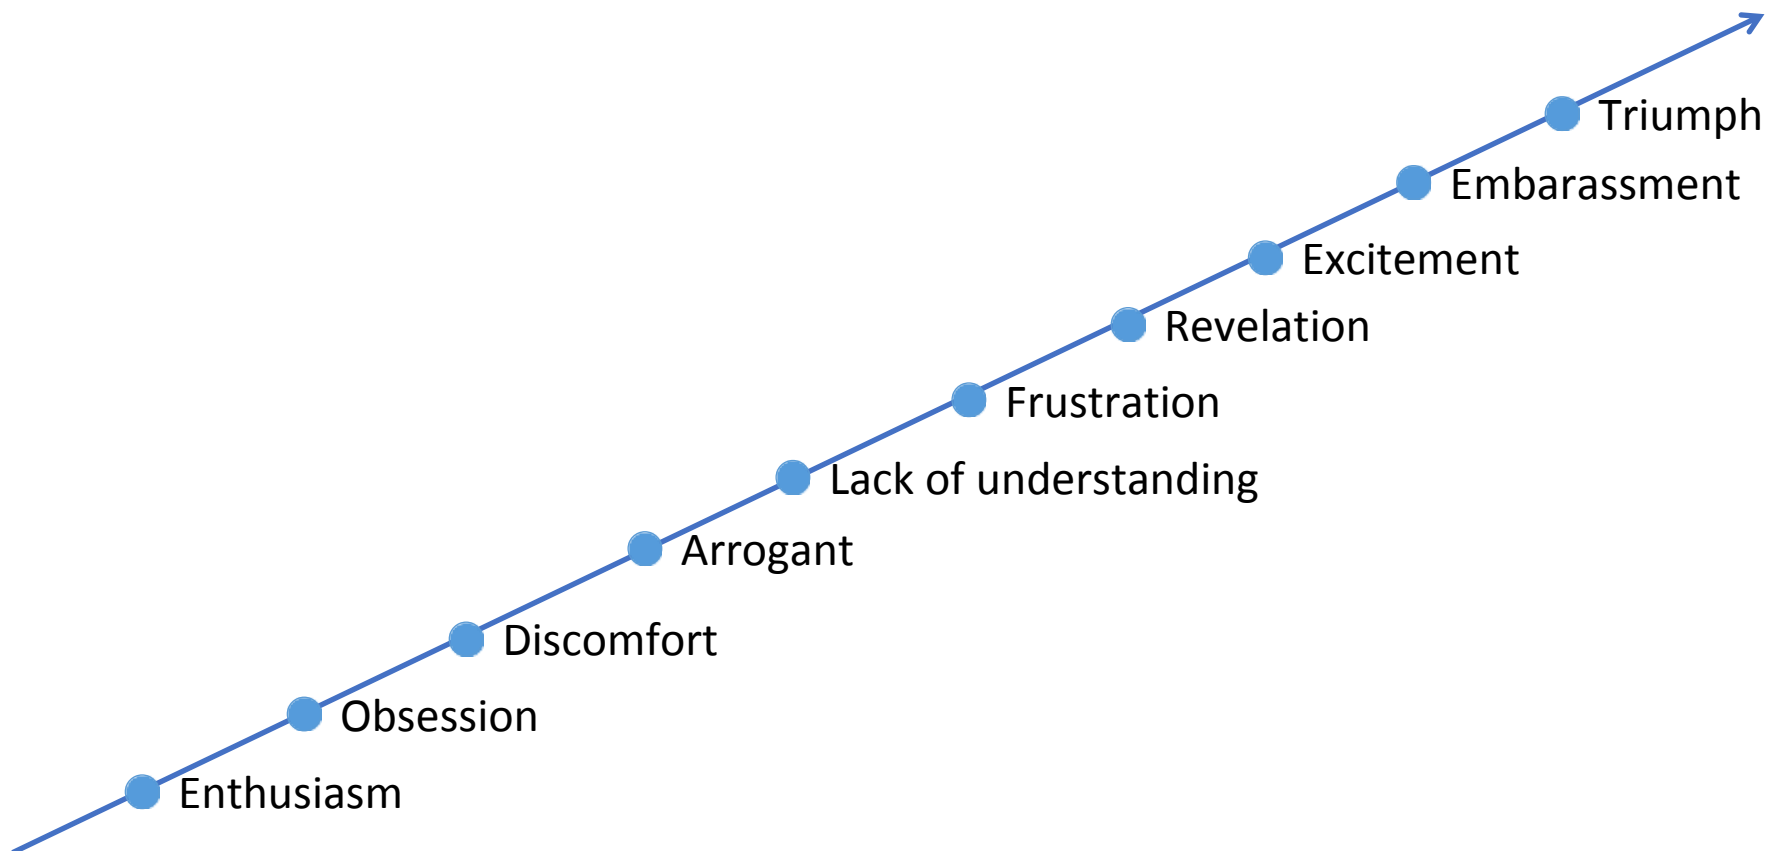 Triumph
Embarassment
Excitement
Revelation
Frustration
Lack of understanding
Arrogant
Discomfort
Obsession
Enthusiasm